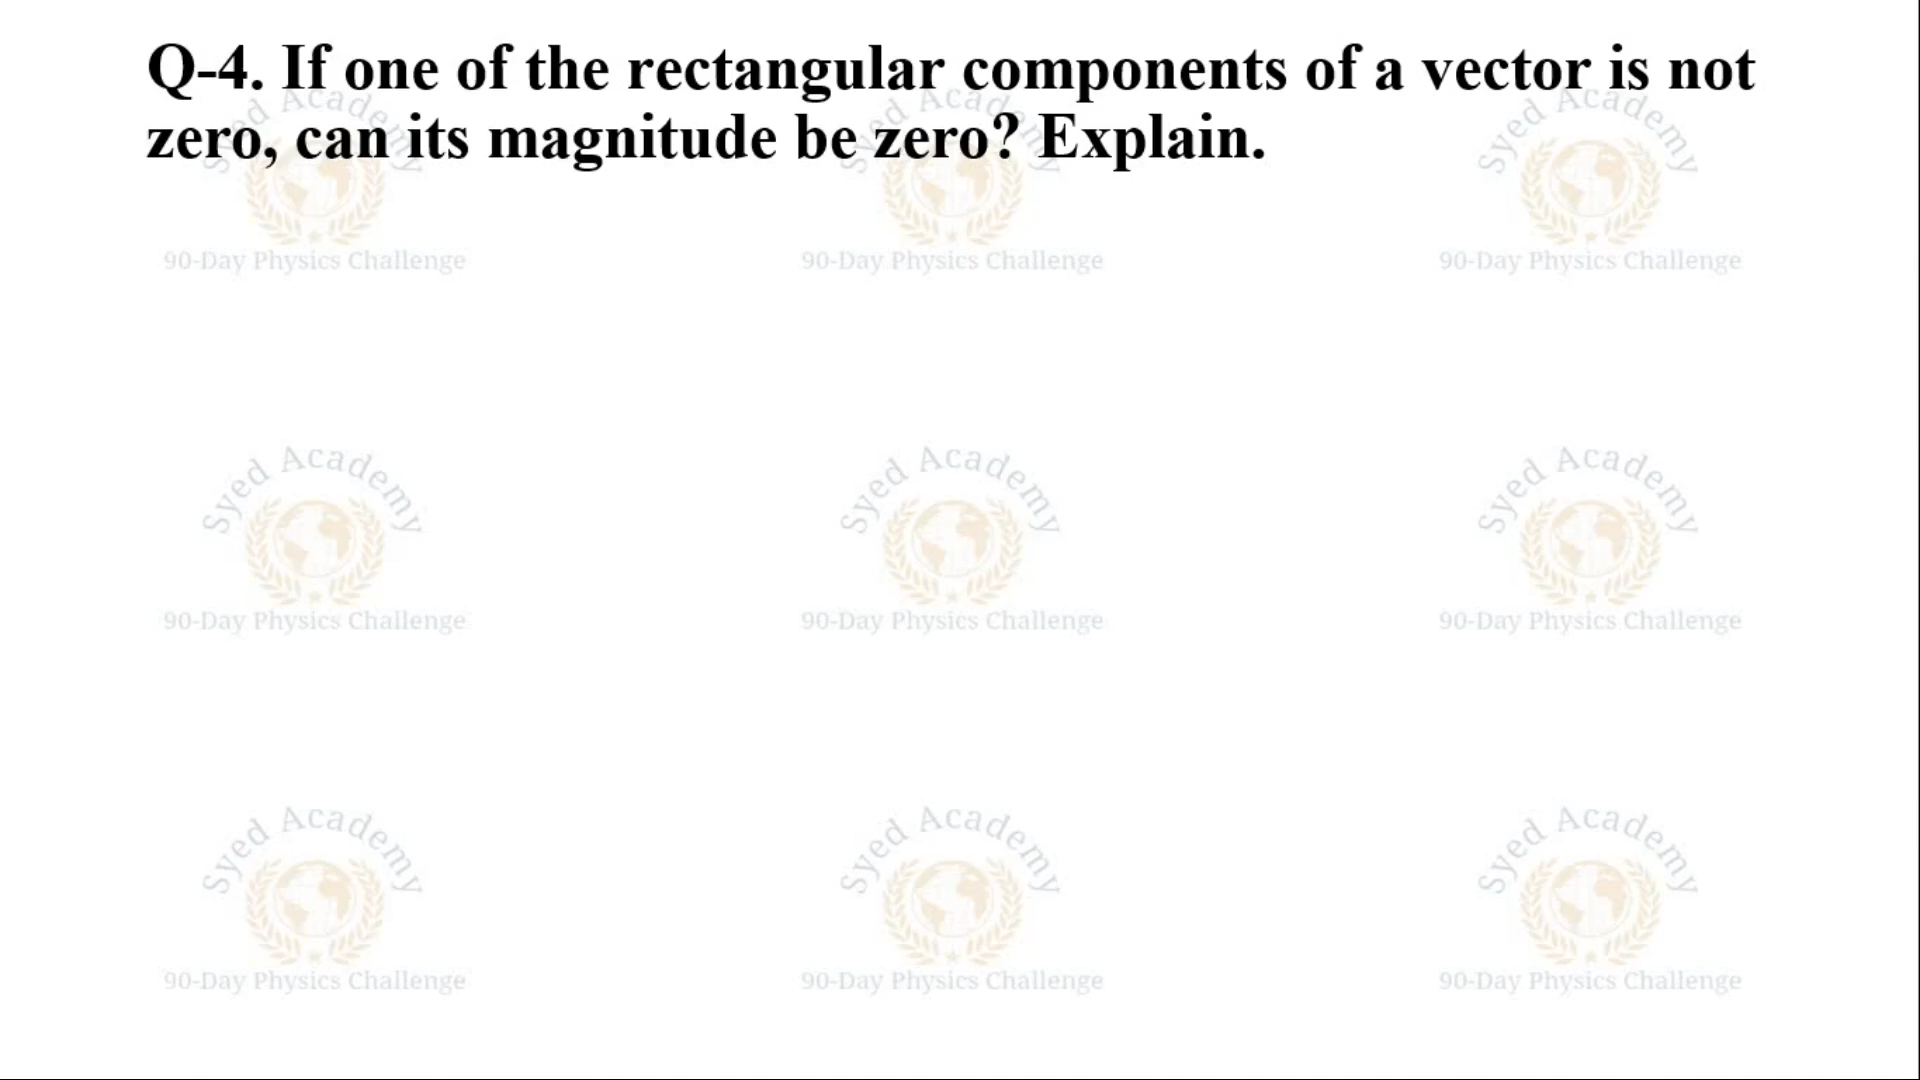 Q-4. If one of the rectangular components of a vector is not
zero, can its magnitude be zero? Explain.
Syed Academy Syed Academy Syed Academy
90-Day Physics Challenge 90-Day Physics Challenge 90-Day Physics Challenge
Syed Academy Syed Academy Syed Academy
90-Day Physics Challenge 90-Day Physics Challenge 90-Day Physics Challenge
Syed Academy Syed Academy Syed Academy
90-Day Physics Challenge 90-Day Physics Challenge 90-Day Physics Challenge